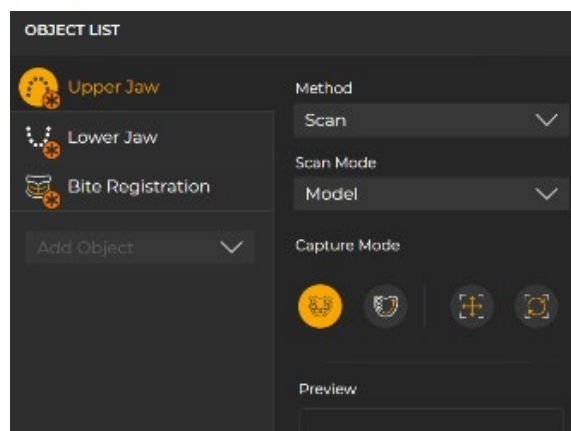 OBJECT LIST
Upper Jaw
Lower Jaw
Bite Registration
Add Object
Method
Scan
Scan Mode
Model
Capture Mode
Preview